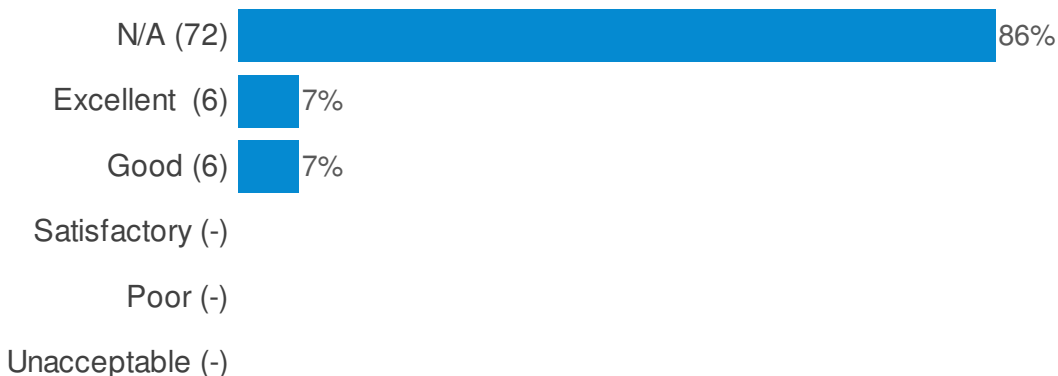 N/A (72) 86%
Excellent (6) 7%
Good (6) 7%
Satisfactory (-)
Poor (-)
Unacceptable (-)